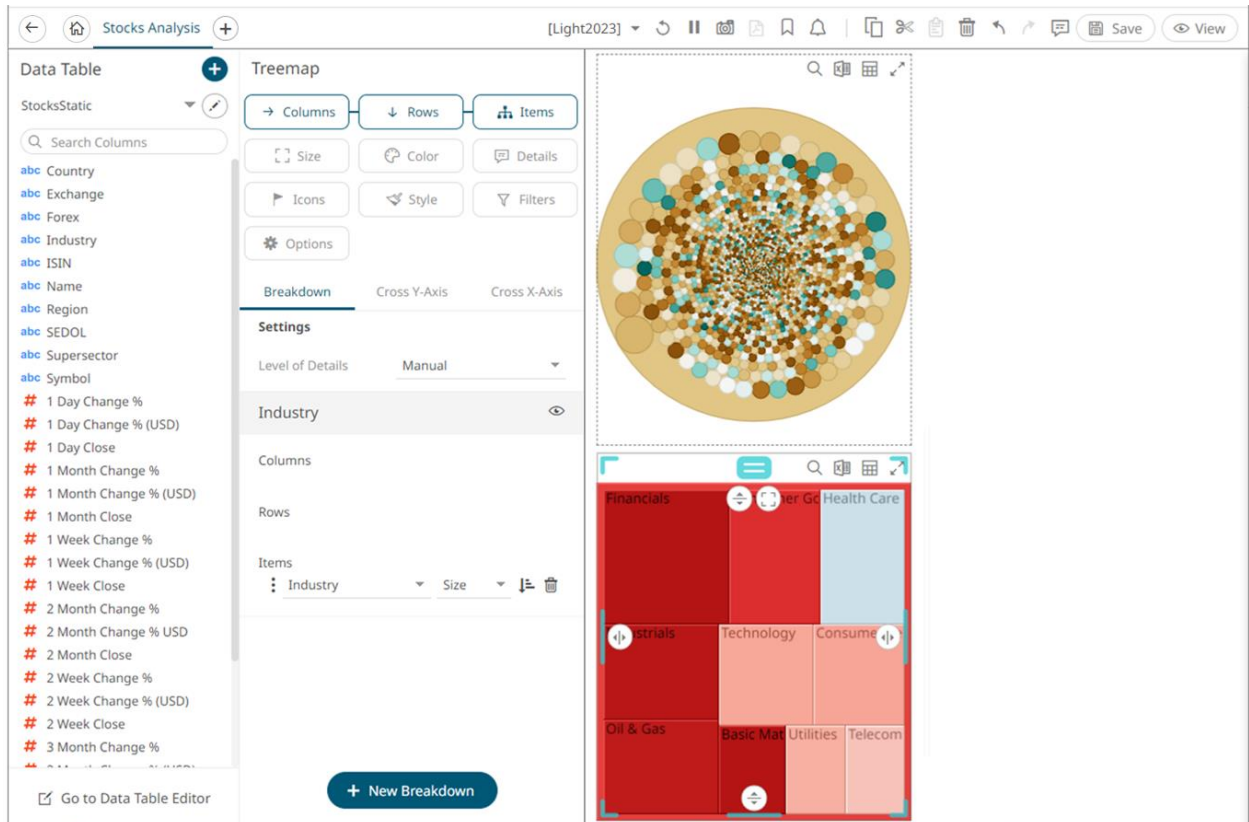 Stocks Analysis
[Light2023]
Save
View
Data Table
StocksStatic
Search Columns
abc Country
abc Exchange
abc Forex
abc Industry
abc ISIN
abc Name
abc Region
abc SEDOL
abc Supersector
abc Symbol
# 1 Day Change %
# 1 Day Change % (USD)
# 1 Day Close
# 1 Month Change %
# 1 Month Change % (USD)
# 1 Month Close
# 1 Week Change %
# 1 Week Change % (USD)
# 1 Week Close
# 2 Month Change %
# 2 Month Change % USD
# 2 Month Close
# 2 Week Change %
# 2 Week Change % (USD)
# 2 Week Close
# 3 Month Change %
Go to Data Table Editor
Treemap
Columns
Rows
Items
Size
Color
Details
Icons
Style
Filters
Options
Breakdown
Cross Y-Axis
Cross X-Axis
Settings
Level of Details
Manual
Industry
Columns
Rows
Items
Industry
Size
+ New Breakdown
Financials
er Gc
Health Care
strials
Technology
Consume
Oil & Gas
Basic Mat
Utilities
Telecom